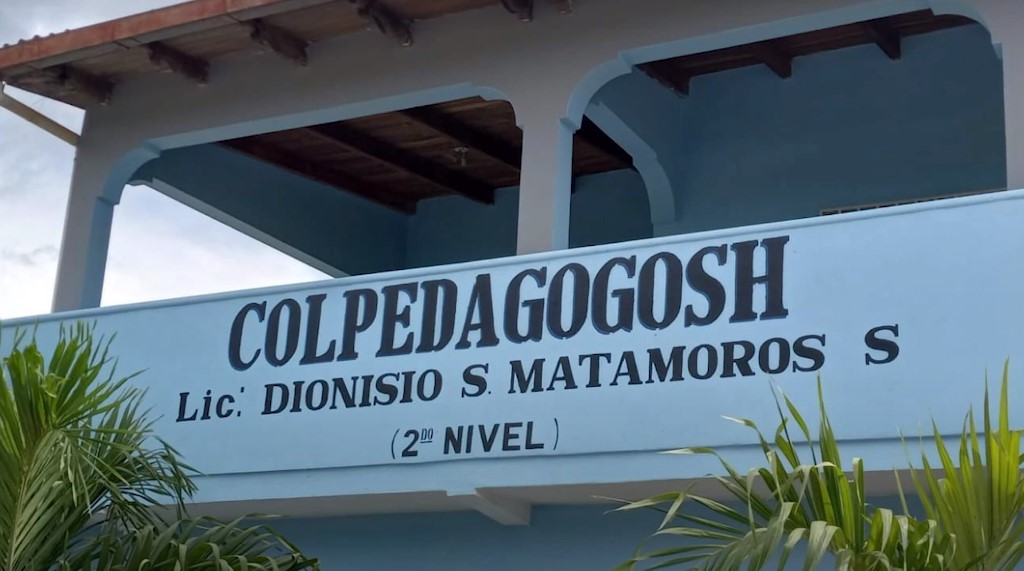 COLPEDAGOGOSH
Lic. DIONISIO S. MATAMOROS S
(2DO NIVEL)